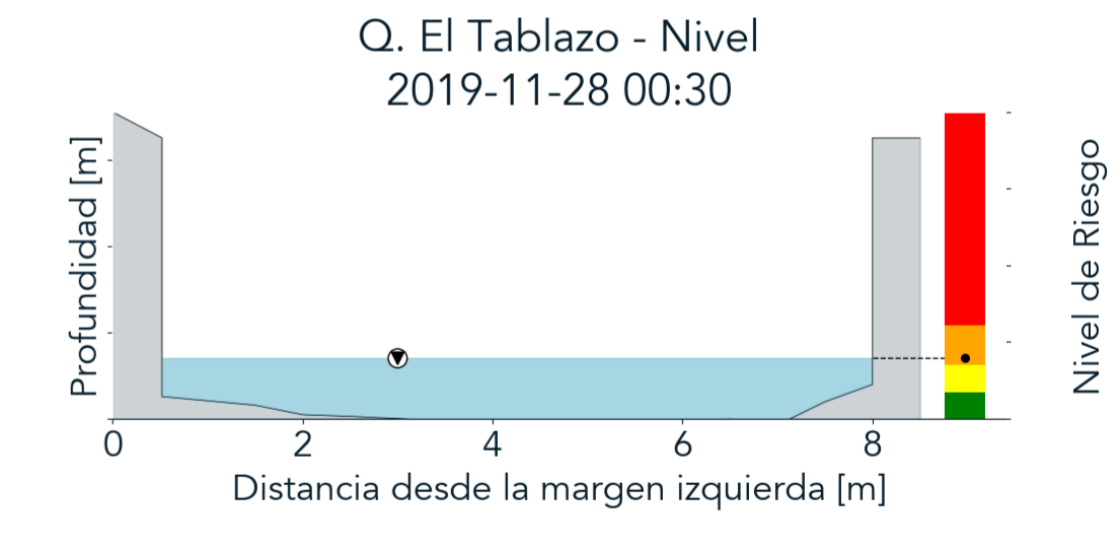 Q. El Tablazo - Nivel
2019-11-28 00:30
Profundidad [m]
Nivel de Riesgo
0 2 4 6 8
Distancia desde la margen izquierda [m]